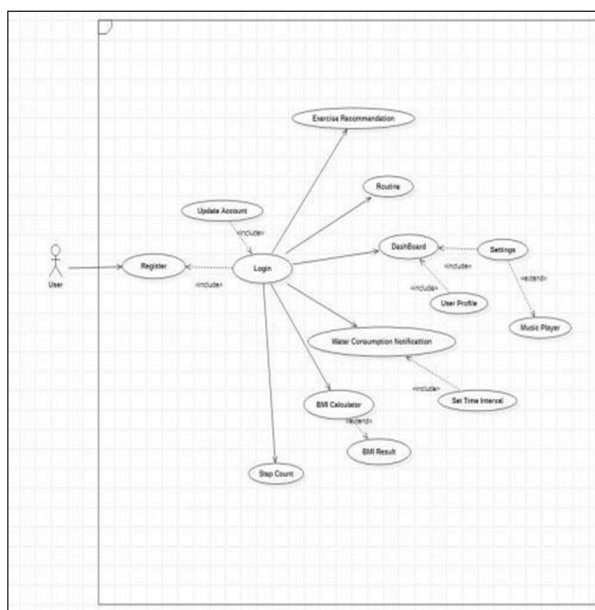 Exercise Recommendation
Routine
Update Account
«include»
DashBoard
Settings
User
Register
«include»
Login
«include»
«include»
«extend»
User Profile
Music Player
Water Consumption Notification
«include»
BMI Calculator
«extend»
Set Time Interval
BMI Result
Step Count